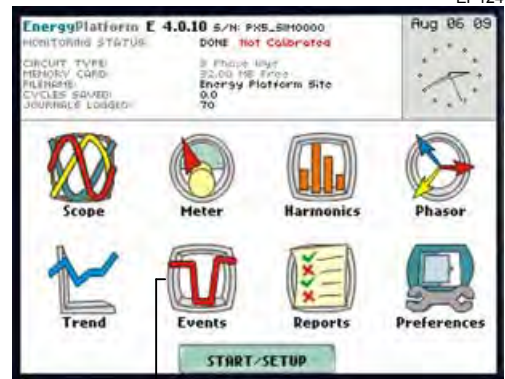 EP124
EnergyPlatform E 4.0.10 S/N: PX5_SIM0000
Aug 06 09
MONITORING STATUS: DONE Not Calibrated
CIRCUIT TYPE: 3 Phase Wye
MEMORY CARD: 32.00 MB Free
FILENAME: Energy Platform Site
CYCLES SAVED: 0.0
JOURNALS LOGGED: 70
Scope Meter Harmonics Phasor
Trend Events Reports Preferences
START/SETUP